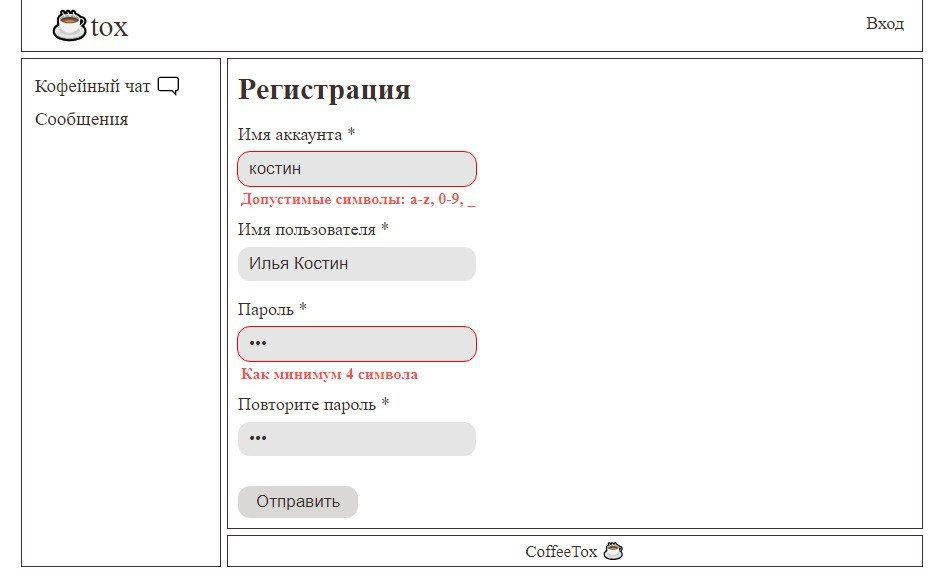 tox
Вход
Кофейный чат
Сообщения
Регистрация
Имя аккаунта *
костин
Допустимые символы: a-z, 0-9, _
Имя пользователя *
Илья Костин
Пароль *
•••
Как минимум 4 символа
Повторите пароль *
•••
Отправить
CoffeeTox